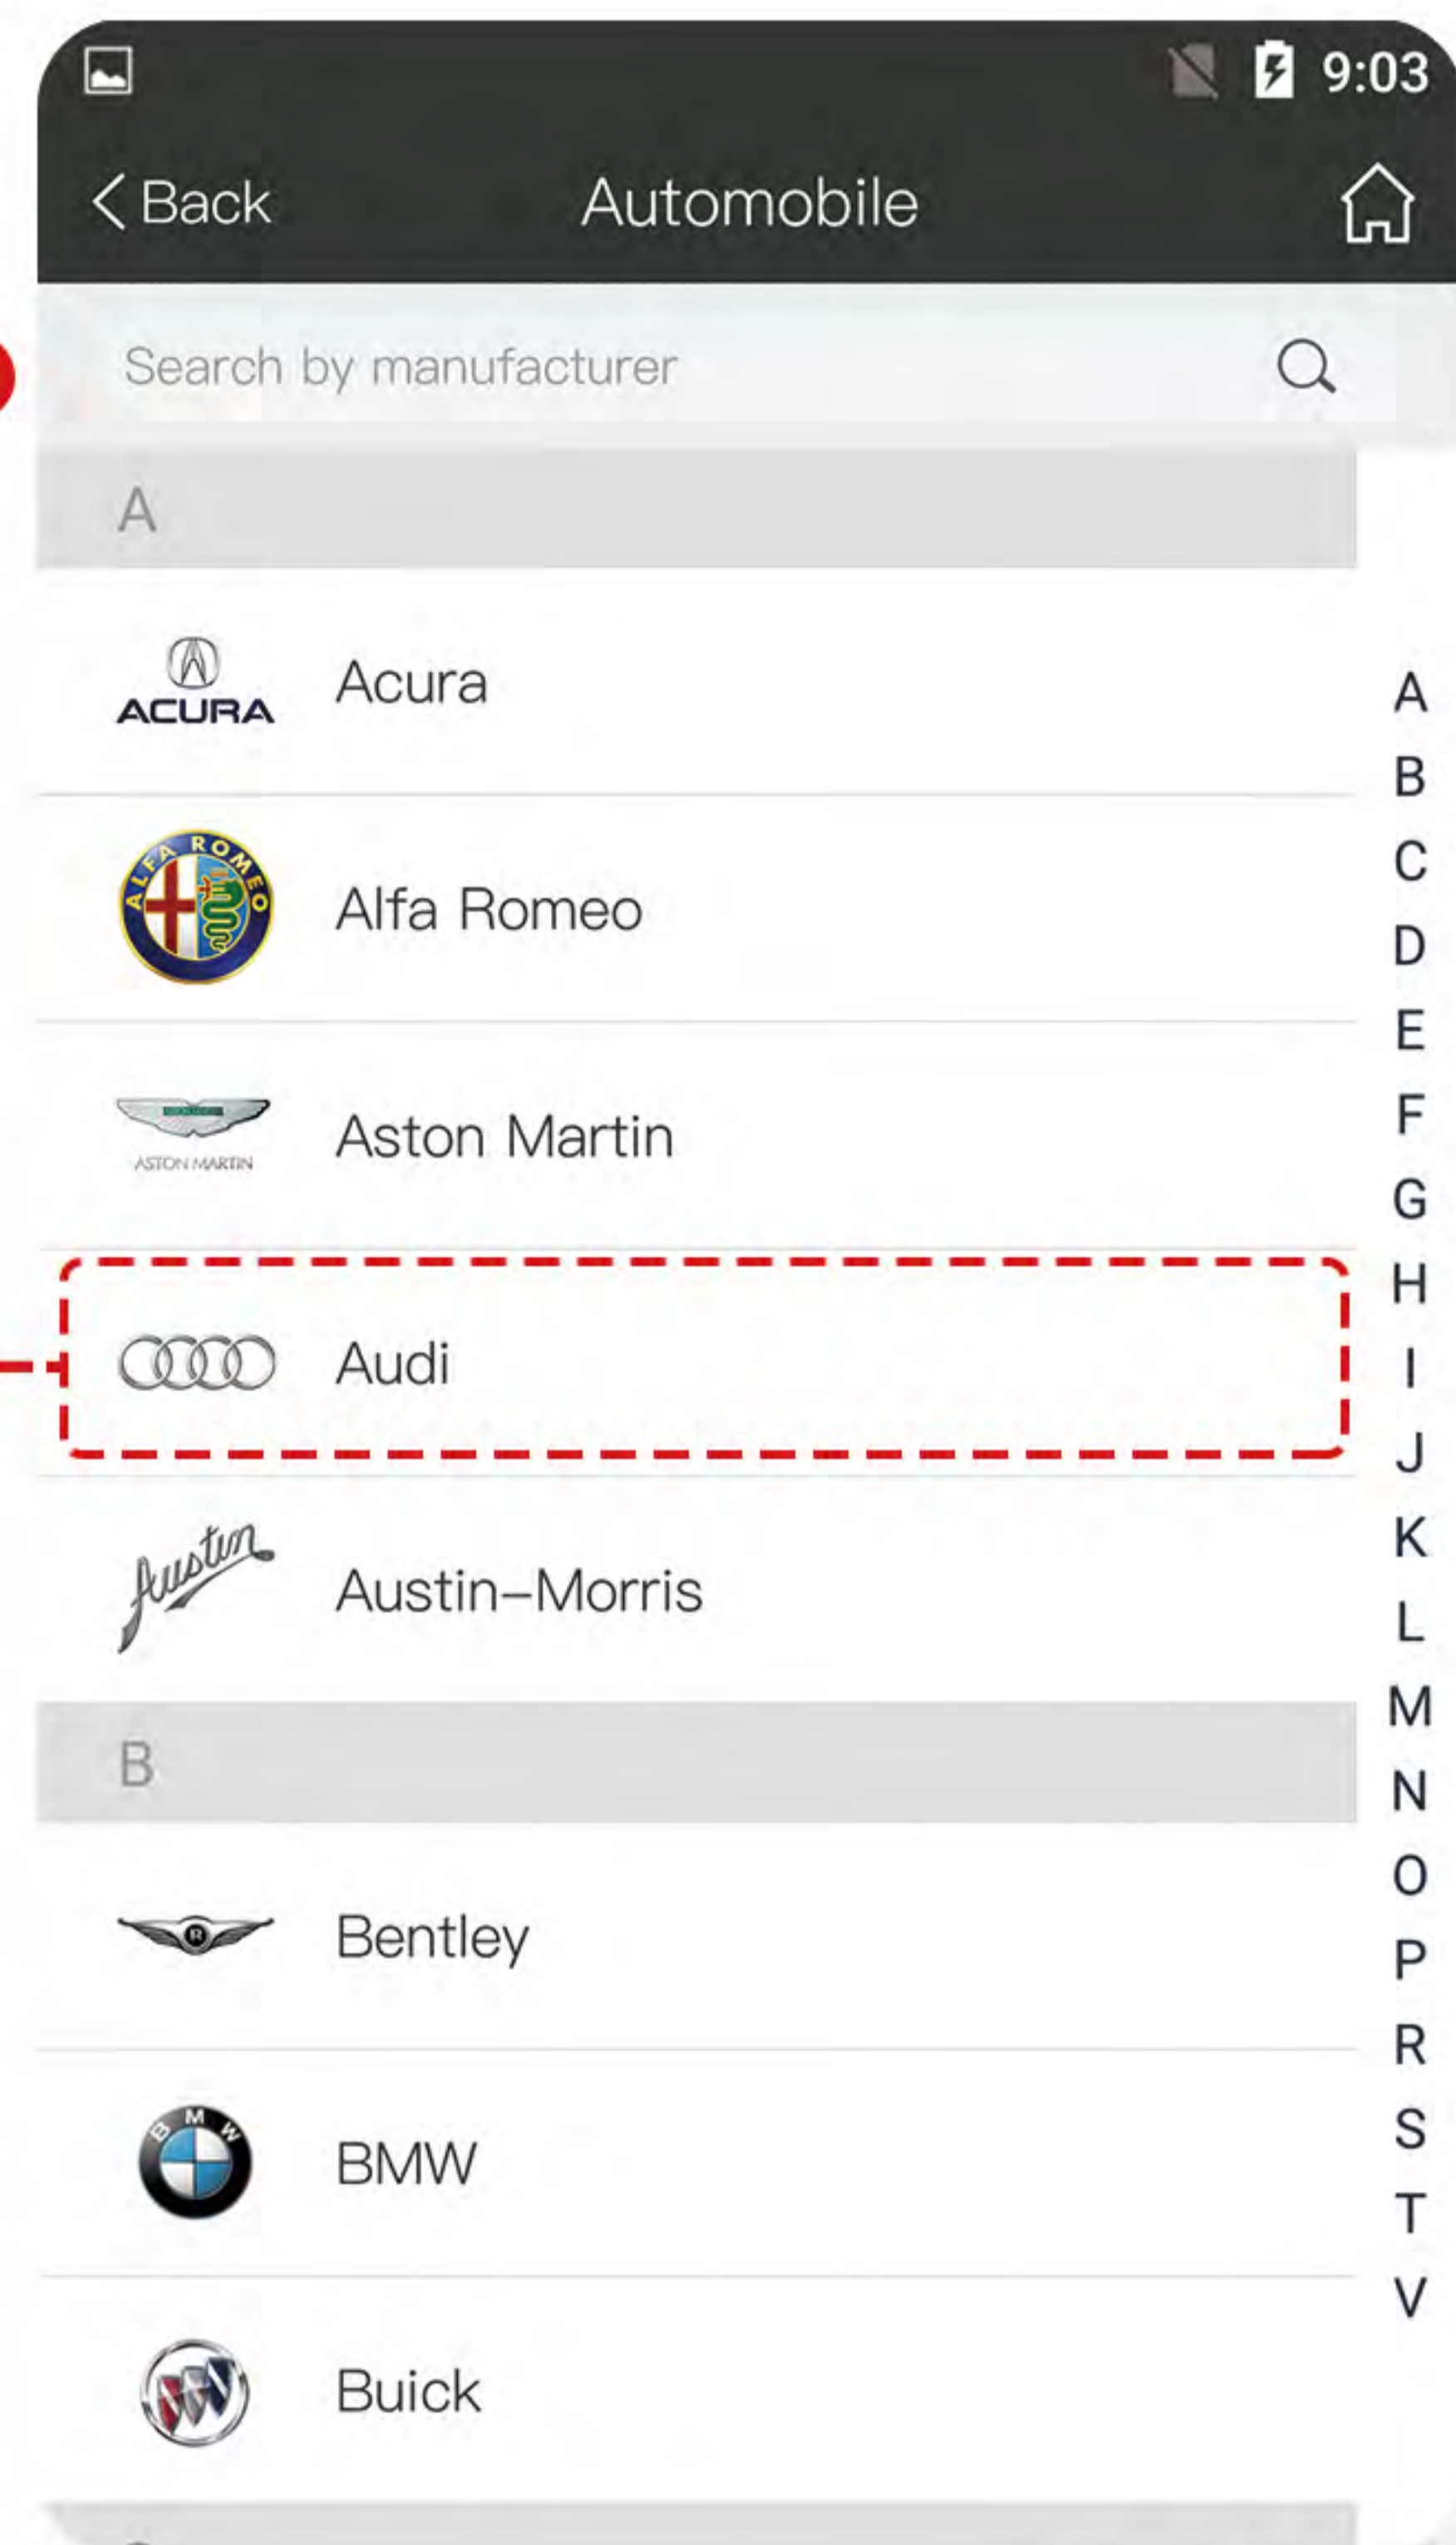 9:03
Back
Automobile
Search by manufacturer
A
ACURA
Acura
ALFA ROMEO
Alfa Romeo
ASTON MARTIN
Aston Martin
Audi
Austin
Austin–Morris
B
Bentley
BMW
BMW
Buick
A
B
C
D
E
F
G
H
I
J
K
L
M
N
O
P
R
S
T
V